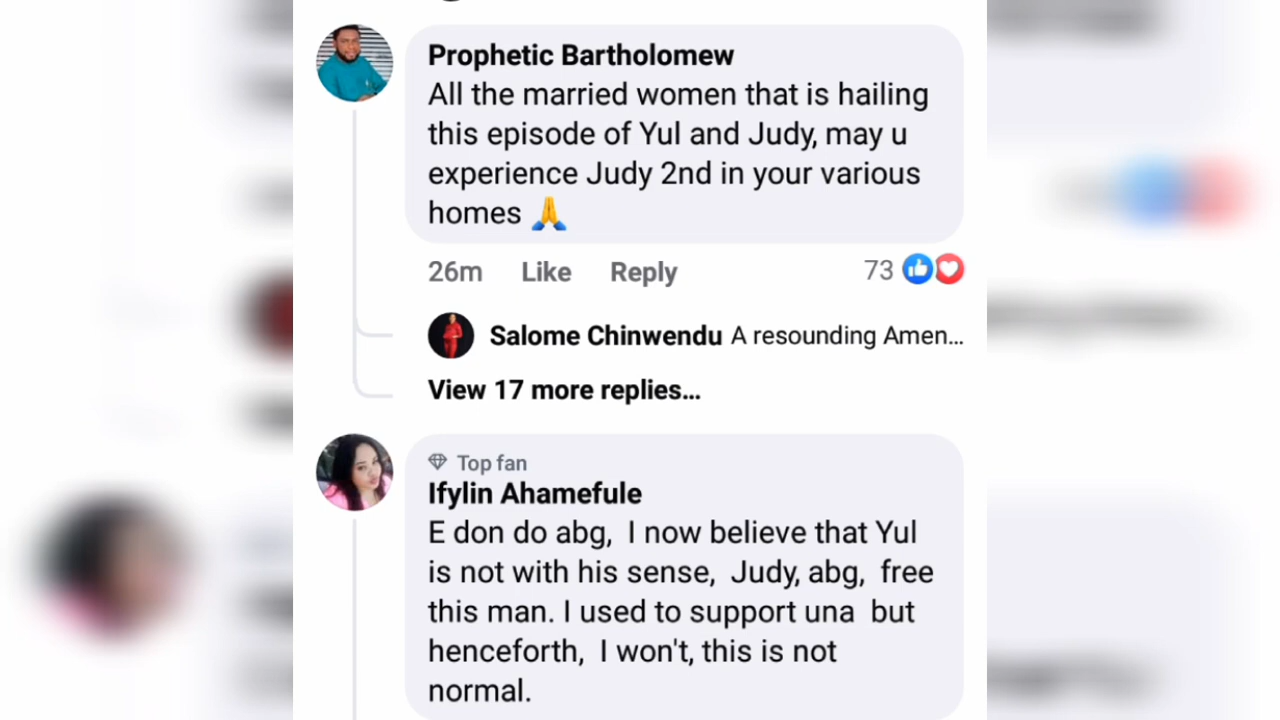 Prophetic Bartholomew
All the married women that is hailing
this episode of Yul and Judy, may u
experience Judy 2nd in your various
homes 🙏
26m Like Reply 73
Salome Chinwendu A resounding Amen...
View 17 more replies...
Top fan
Ifylin Ahamefule
E don do abg, I now believe that Yul
is not with his sense, Judy, abg, free
this man. I used to support una but
henceforth, I won't, this is not
normal.